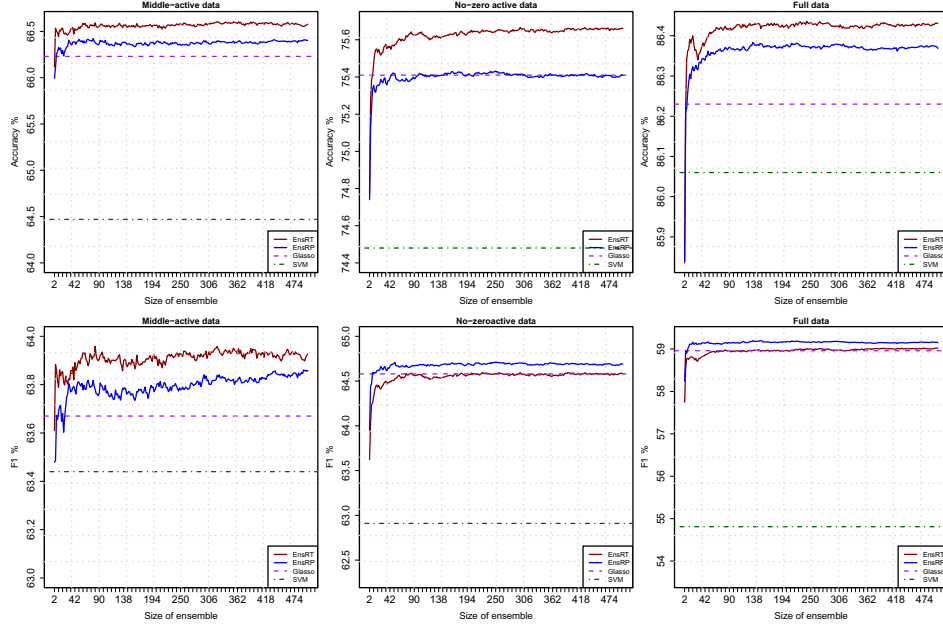 Middle−active data
Accuracy %
66.5
66.0
65.5
65.0
64.5
64.0
EnsRT
EnsRP
Glasso
SVM
2 42 90 138 194 250 306 362 418 474
Size of ensemble
No−zero active data
Accuracy %
75.6
75.4
75.2
75.0
74.8
74.6
74.4
EnsRT
EnsRP
Glasso
SVM
2 42 90 138 194 250 306 362 418 474
Size of ensemble
Full data
Accuracy %
86.4
86.3
86.2
86.1
86.0
85.9
EnsRT
EnsRP
Glasso
SVM
2 42 90 138 194 250 306 362 418 474
Size of ensemble
Middle−active data
F1 %
64.0
63.8
63.6
63.4
63.2
63.0
EnsRT
EnsRP
Glasso
SVM
2 42 90 138 194 250 306 362 418 474
Size of ensemble
No−zeroactive data
F1 %
65.0
64.5
64.0
63.5
63.0
62.5
EnsRT
EnsRP
Glasso
SVM
2 42 90 138 194 250 306 362 418 474
Size of ensemble
Full data
F1 %
59
58
57
56
55
54
EnsRT
EnsRP
Glasso
SVM
2 42 90 138 194 250 306 362 418 474
Size of ensemble